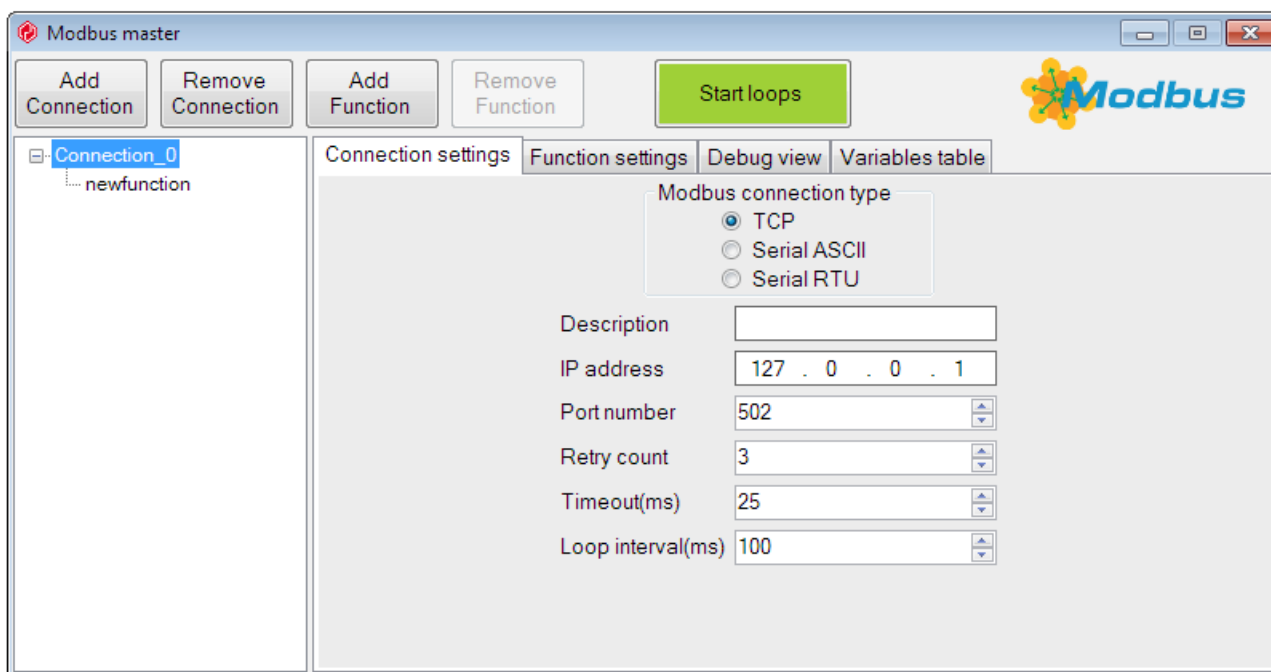 Modbus master
Add Connection
Remove Connection
Add Function
Remove Function
Start loops
Modbus
Connection_0
newfunction
Connection settings
Function settings
Debug view
Variables table
Modbus connection type
TCP
Serial ASCII
Serial RTU
Description
IP address 127 . 0 . 0 . 1
Port number 502
Retry count 3
Timeout(ms) 25
Loop interval(ms) 100